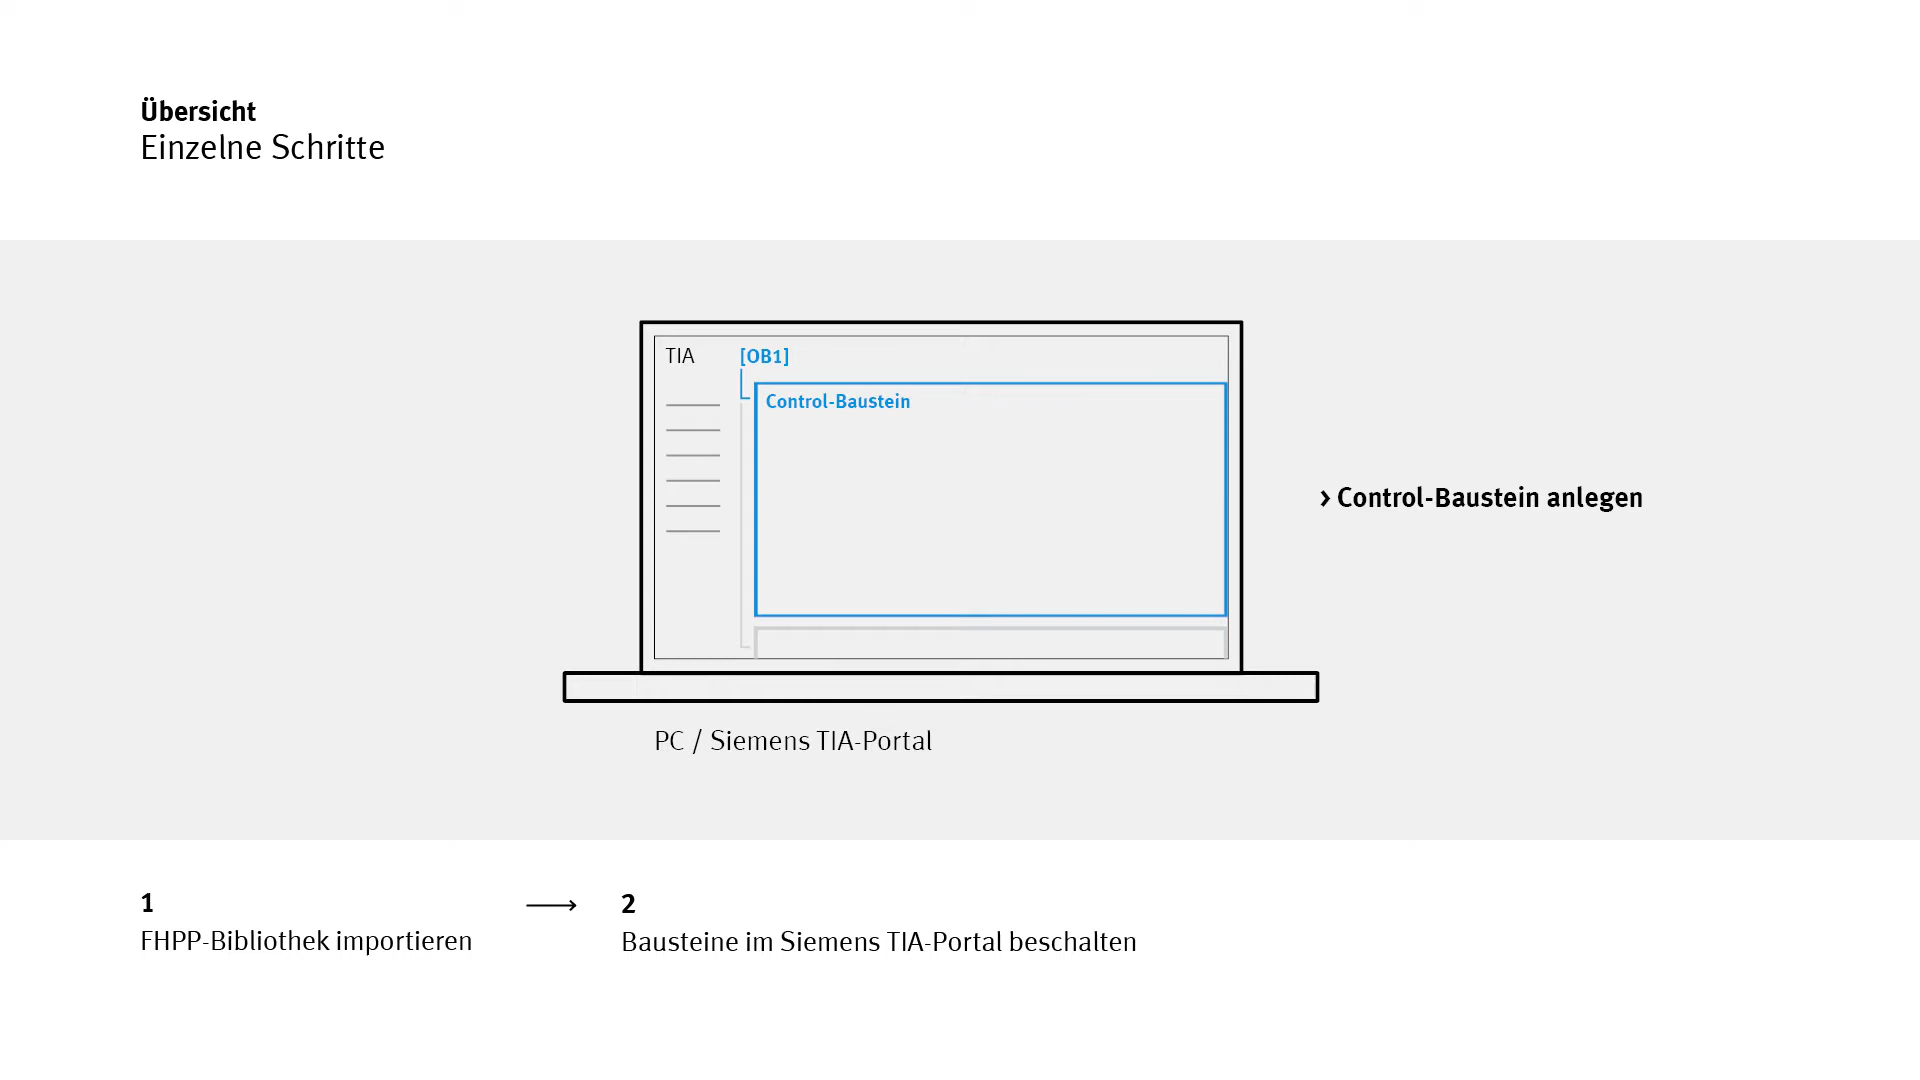 Übersicht
Einzelne Schritte
TIA
[OB1]
Control-Baustein
> Control-Baustein anlegen
PC / Siemens TIA-Portal
1
FHPP-Bibliothek importieren
2
Bausteine im Siemens TIA-Portal beschalten